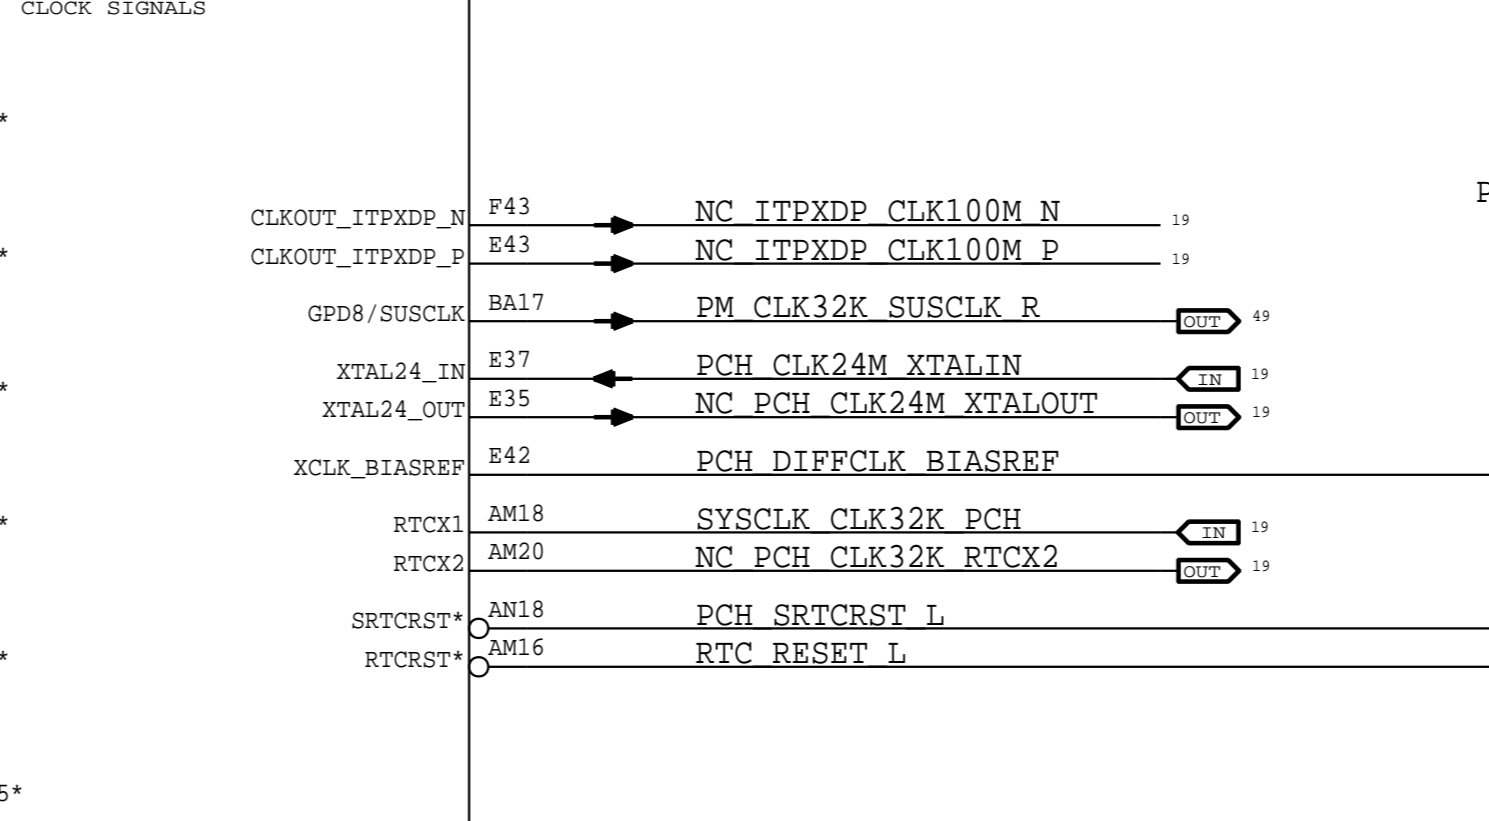 CLOCK SIGNALS
*
P
CLKOUT_ITPXDP_N F43 NC_ITPXDP_CLK100M_N 19
* CLKOUT_ITPXDP_P E43 NC_ITPXDP_CLK100M_P 19
GPD8/SUSCLK BA17 PM_CLK32K_SUSCLK_R OUT 49
XTAL24_IN E37 PCH_CLK24M_XTALIN IN 19
*
XTAL24_OUT E35 NC_PCH_CLK24M_XTALOUT OUT 19
XCLK_BIASREF E42 PCH_DIFFCLK_BIASREF
* RTCX1 AM18 SYSCLK_CLK32K_PCH IN 19
RTCX2 AM20 NC_PCH_CLK32K_RTCX2 OUT 19
SRTCRST* AN18 PCH_SRTCRST_L
* RTCRST* AM16 RTC_RESET_L
5*